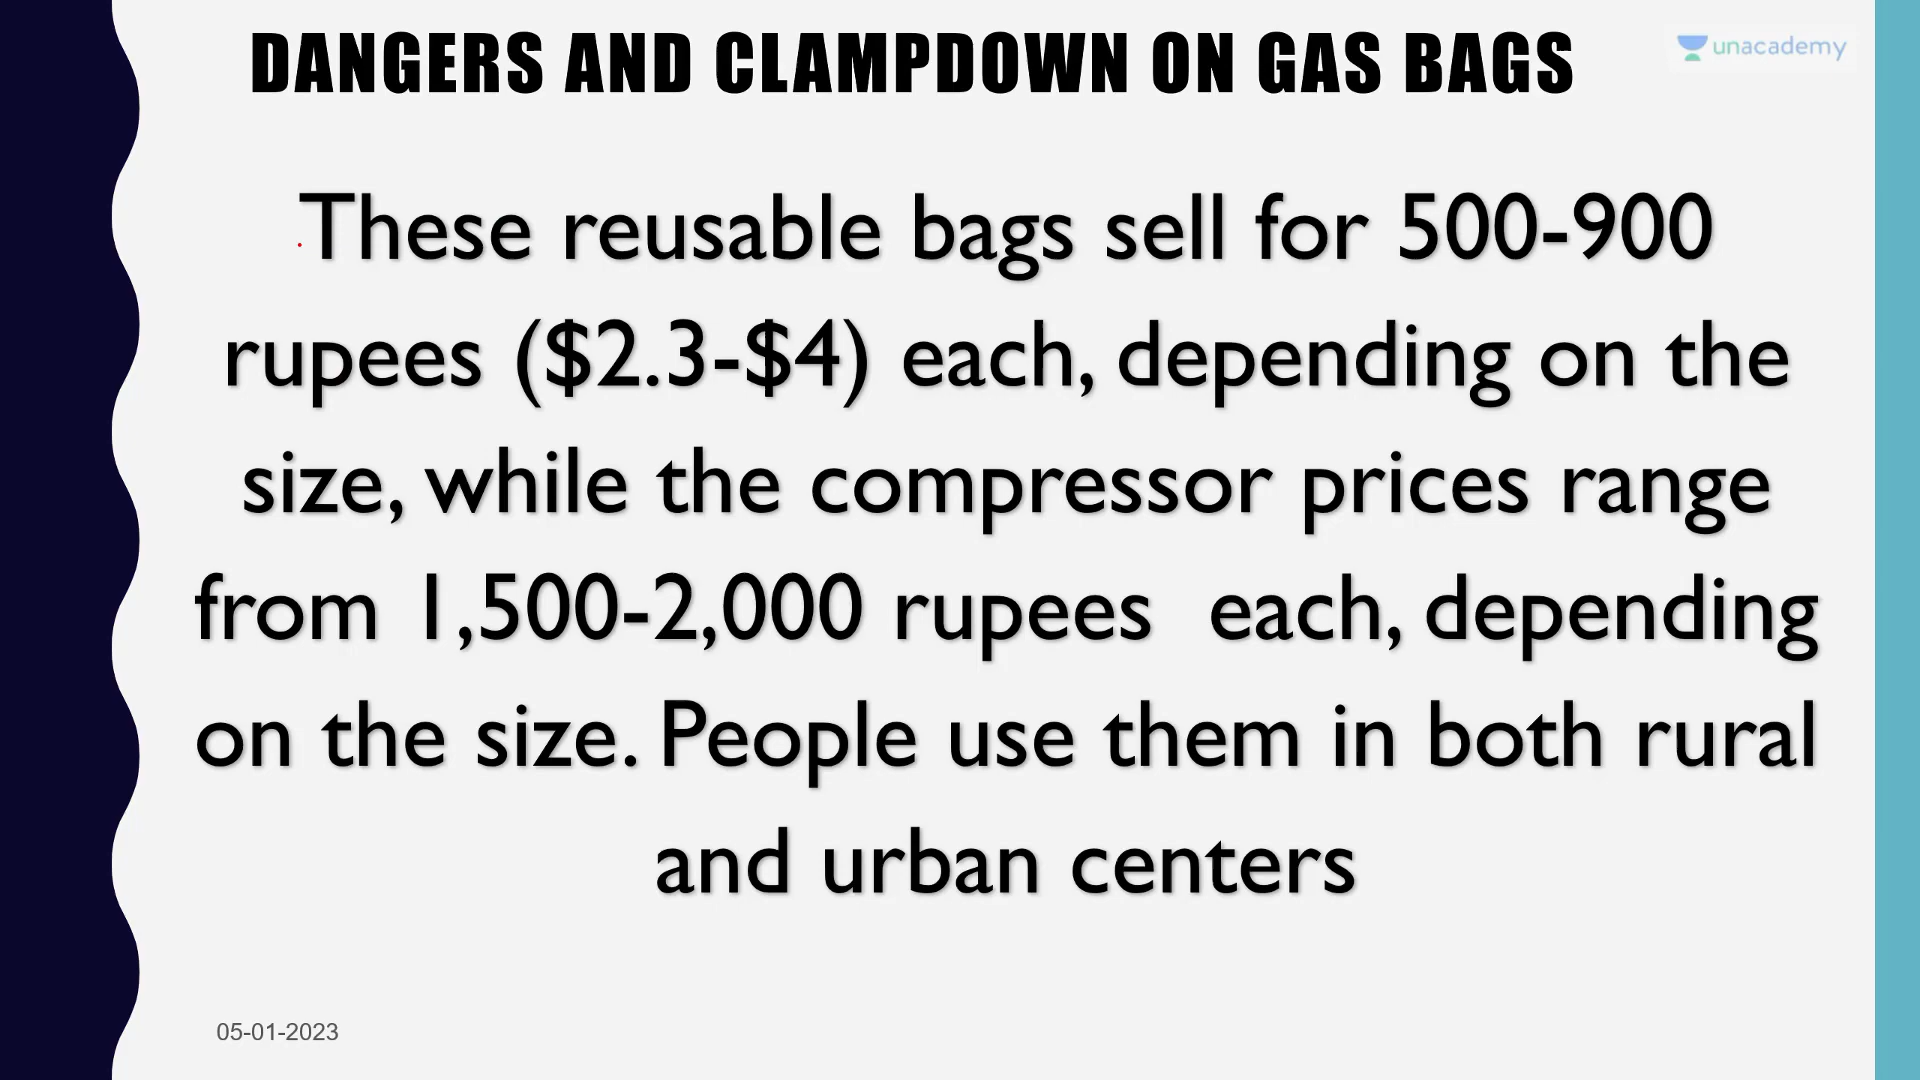 DANGERS AND CLAMPDOWN ON GAS BAGS
unacademy
These reusable bags sell for 500-900
rupees ($2.3-$4) each, depending on the
size, while the compressor prices range
from 1,500-2,000 rupees  each, depending
on the size. People use them in both rural
and urban centers
05-01-2023